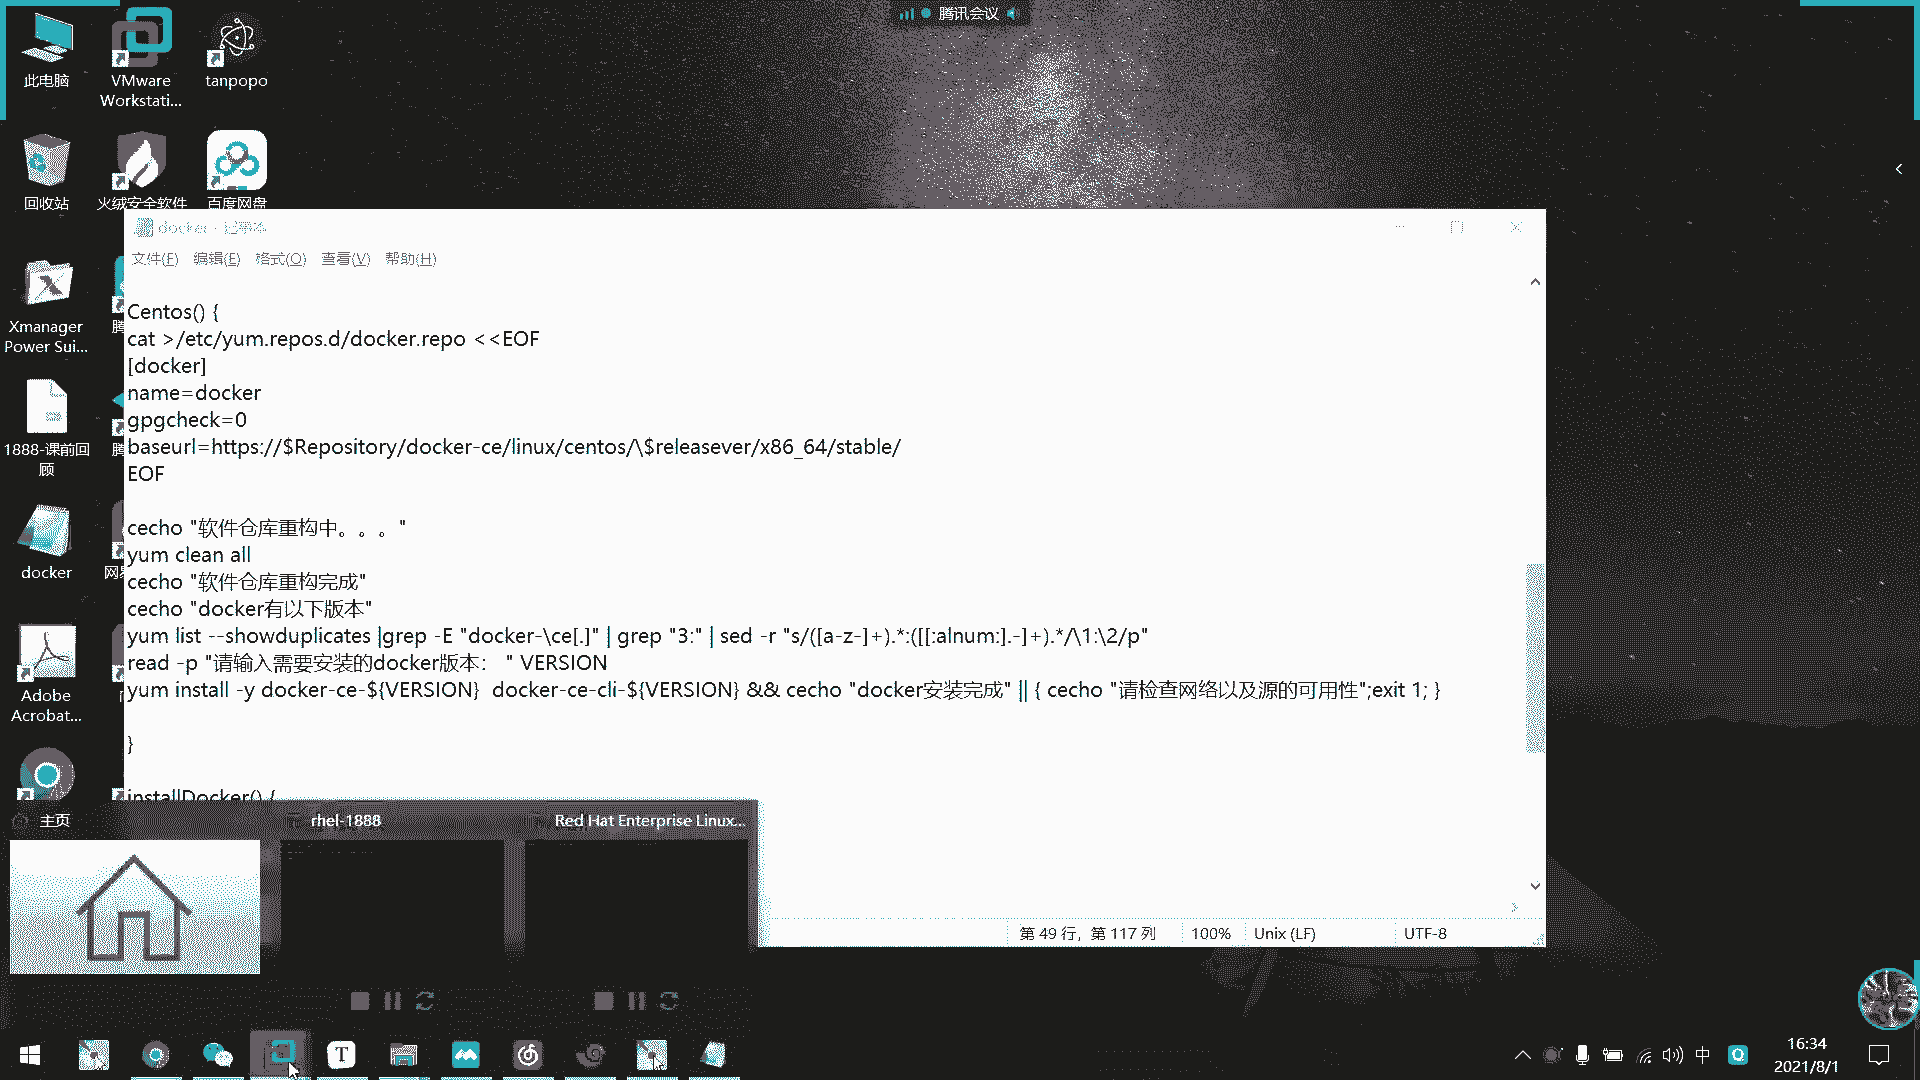 腾讯会议
此电脑
VMware
Workstati...
tanpopo
回收站
火绒安全软件
百度网盘
docker - 记事本
文件(F) 编辑(E) 格式(O) 查看(V) 帮助(H)
Xmanager
Power Sui...
1888-课前回
顾
docker
Adobe
Acrobat...
Centos() {
cat >/etc/yum.repos.d/docker.repo <<EOF
[docker]
name=docker
gpgcheck=0
baseurl=https://$Repository/docker-ce/linux/centos/\$releasever/x86_64/stable/
EOF
cecho "软件仓库重构中。。。"
yum clean all
cecho "软件仓库重构完成"
cecho "docker有以下版本"
yum list --showduplicates |grep -E "docker-\ce[.]" | grep "3:" | sed -r "s/([a-z-]+).*:([[:alnum:].-]+).*/\1:\2/p"
read -p "请输入需要安装的docker版本： " VERSION
yum install -y docker-ce-${VERSION}  docker-ce-cli-${VERSION} && cecho "docker安装完成" || { cecho "请检查网络以及源的可用性";exit 1; }
}
installDocker() {
主页
rhel-1888
Red Hat Enterprise Linux...
第 49 行，第 117 列
100%
Unix (LF)
UTF-8
中
16:34
2021/8/1